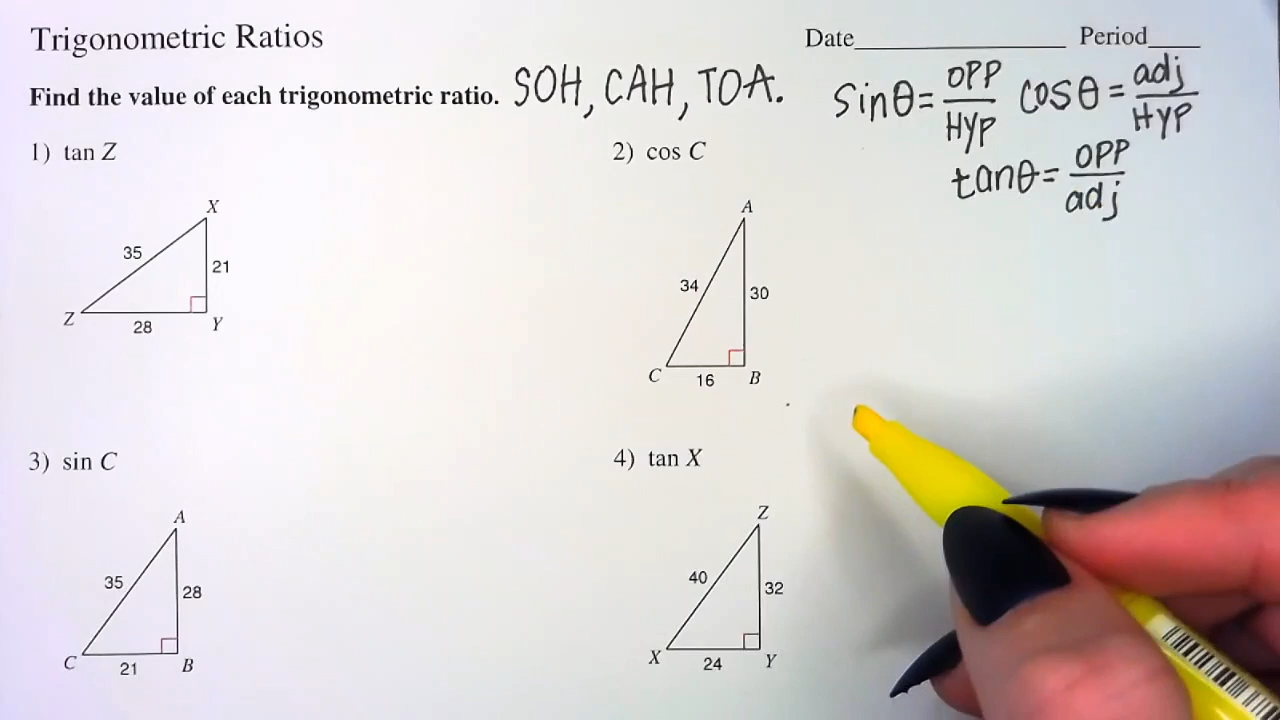 Trigonometric Ratios
Date____________________ Period____
Find the value of each trigonometric ratio. SOH, CAH, TOA.
sinθ = OPP/HYP cosθ = adj/HYP
tanθ = OPP/adj
1) tan Z
2) cos C
X
35
21
Z
28
Y
A
34
30
C
16
B
3) sin C
4) tan X
A
35
28
C
21
B
Z
40
32
X
24
Y